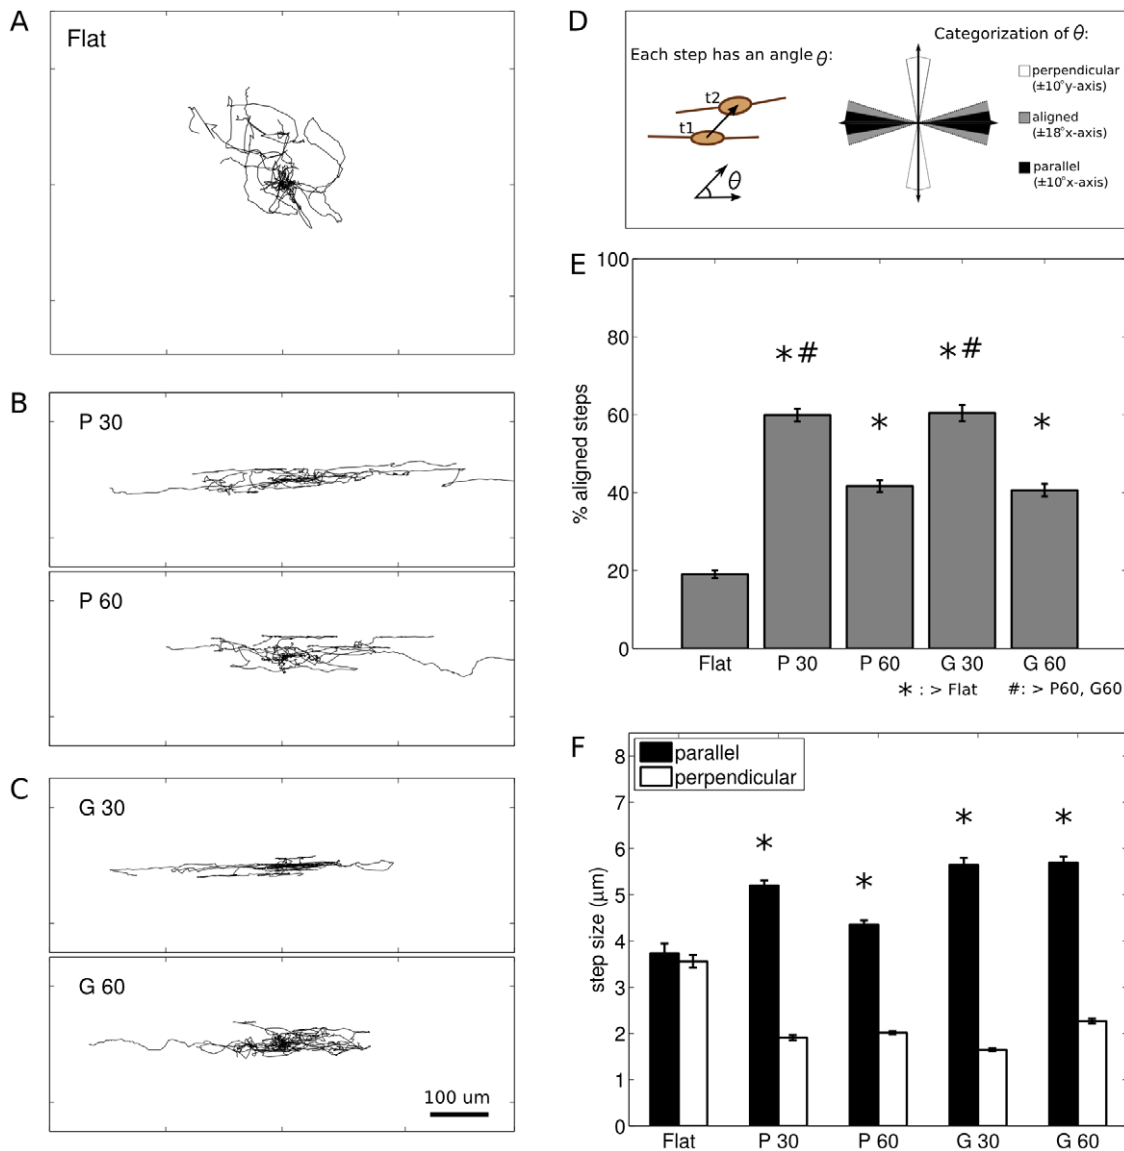 A
Flat
B
P 30
P 60
C
G 30
G 60
100 um
D
Each step has an angle θ:
t2
t1
θ
Categorization of θ:
perpendicular
(±10°y-axis)
aligned
(±18°x-axis)
parallel
(±10°x-axis)
E
% aligned steps
100
80
60
40
20
0
*# * *# *
Flat P 30 P 60 G 30 G 60
* : > Flat #: > P60, G60
F
step size (μm)
8
7
6
5
4
3
2
1
0
parallel
perpendicular
* * * *
Flat P 30 P 60 G 30 G 60